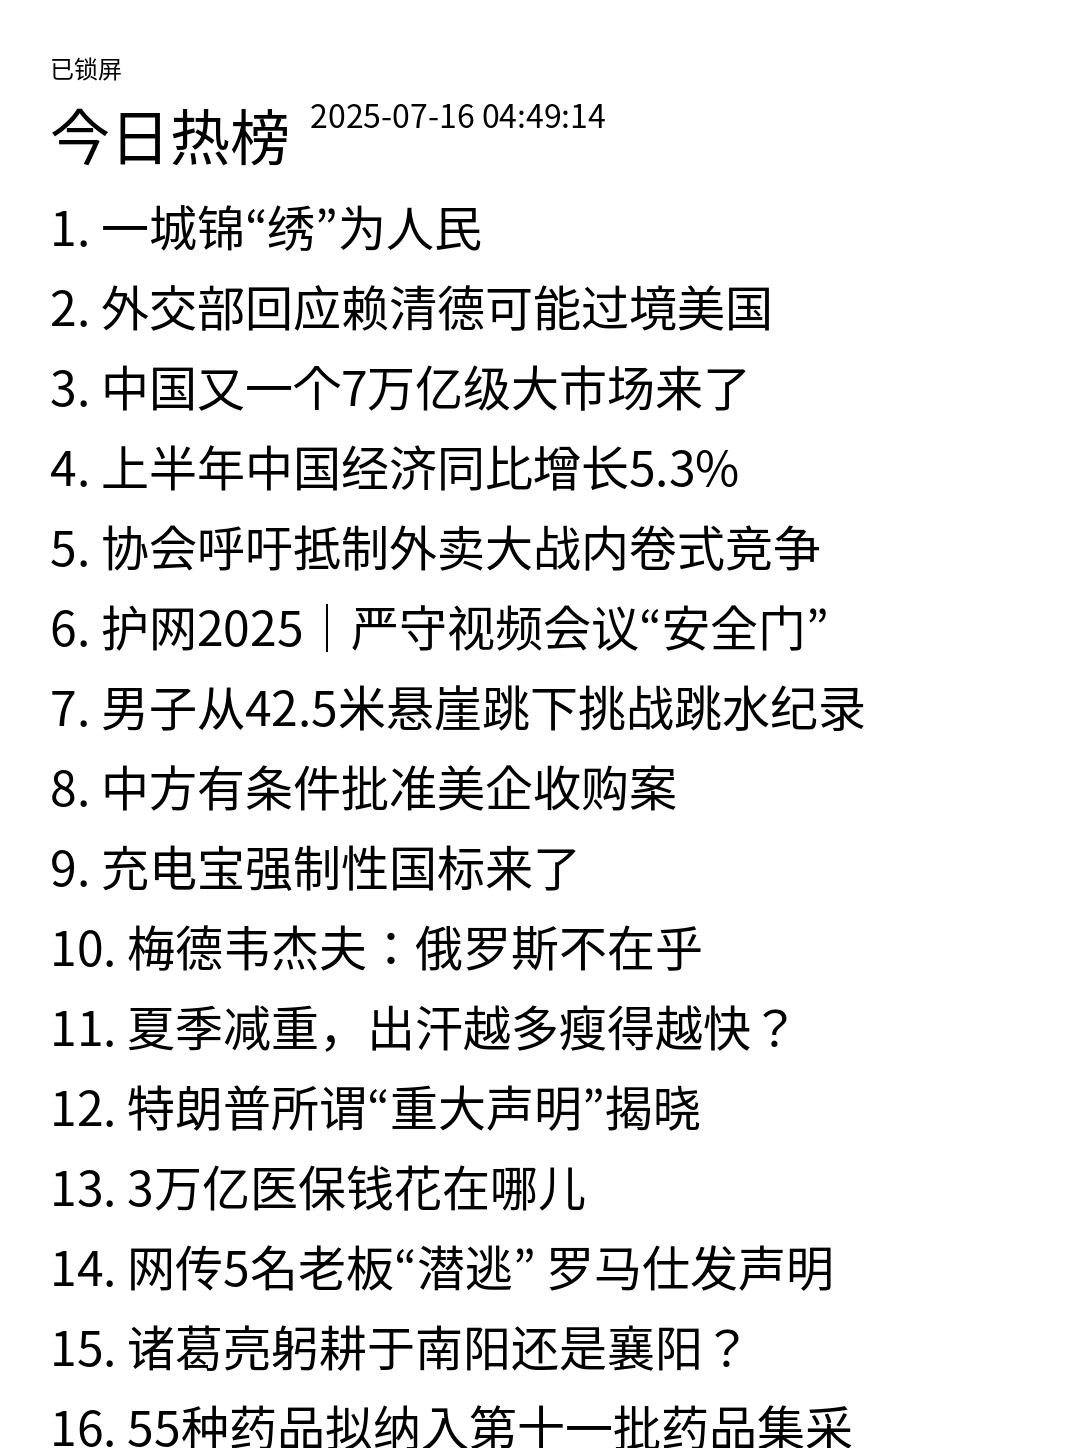 已锁屏
今日热榜 2025-07-16 04:49:14
1. 一城锦“绣”为人民
2. 外交部回应赖清德可能过境美国
3. 中国又一个7万亿级大市场来了
4. 上半年中国经济同比增长5.3%
5. 协会呼吁抵制外卖大战内卷式竞争
6. 护网2025｜严守视频会议“安全门”
7. 男子从42.5米悬崖跳下挑战跳水纪录
8. 中方有条件批准美企收购案
9. 充电宝强制性国标来了
10. 梅德韦杰夫：俄罗斯不在乎
11. 夏季减重，出汗越多瘦得越快？
12. 特朗普所谓“重大声明”揭晓
13. 3万亿医保钱花在哪儿
14. 网传5名老板“潜逃” 罗马仕发声明
15. 诸葛亮躬耕于南阳还是襄阳？
16. 55种药品拟纳入第十一批药品集采